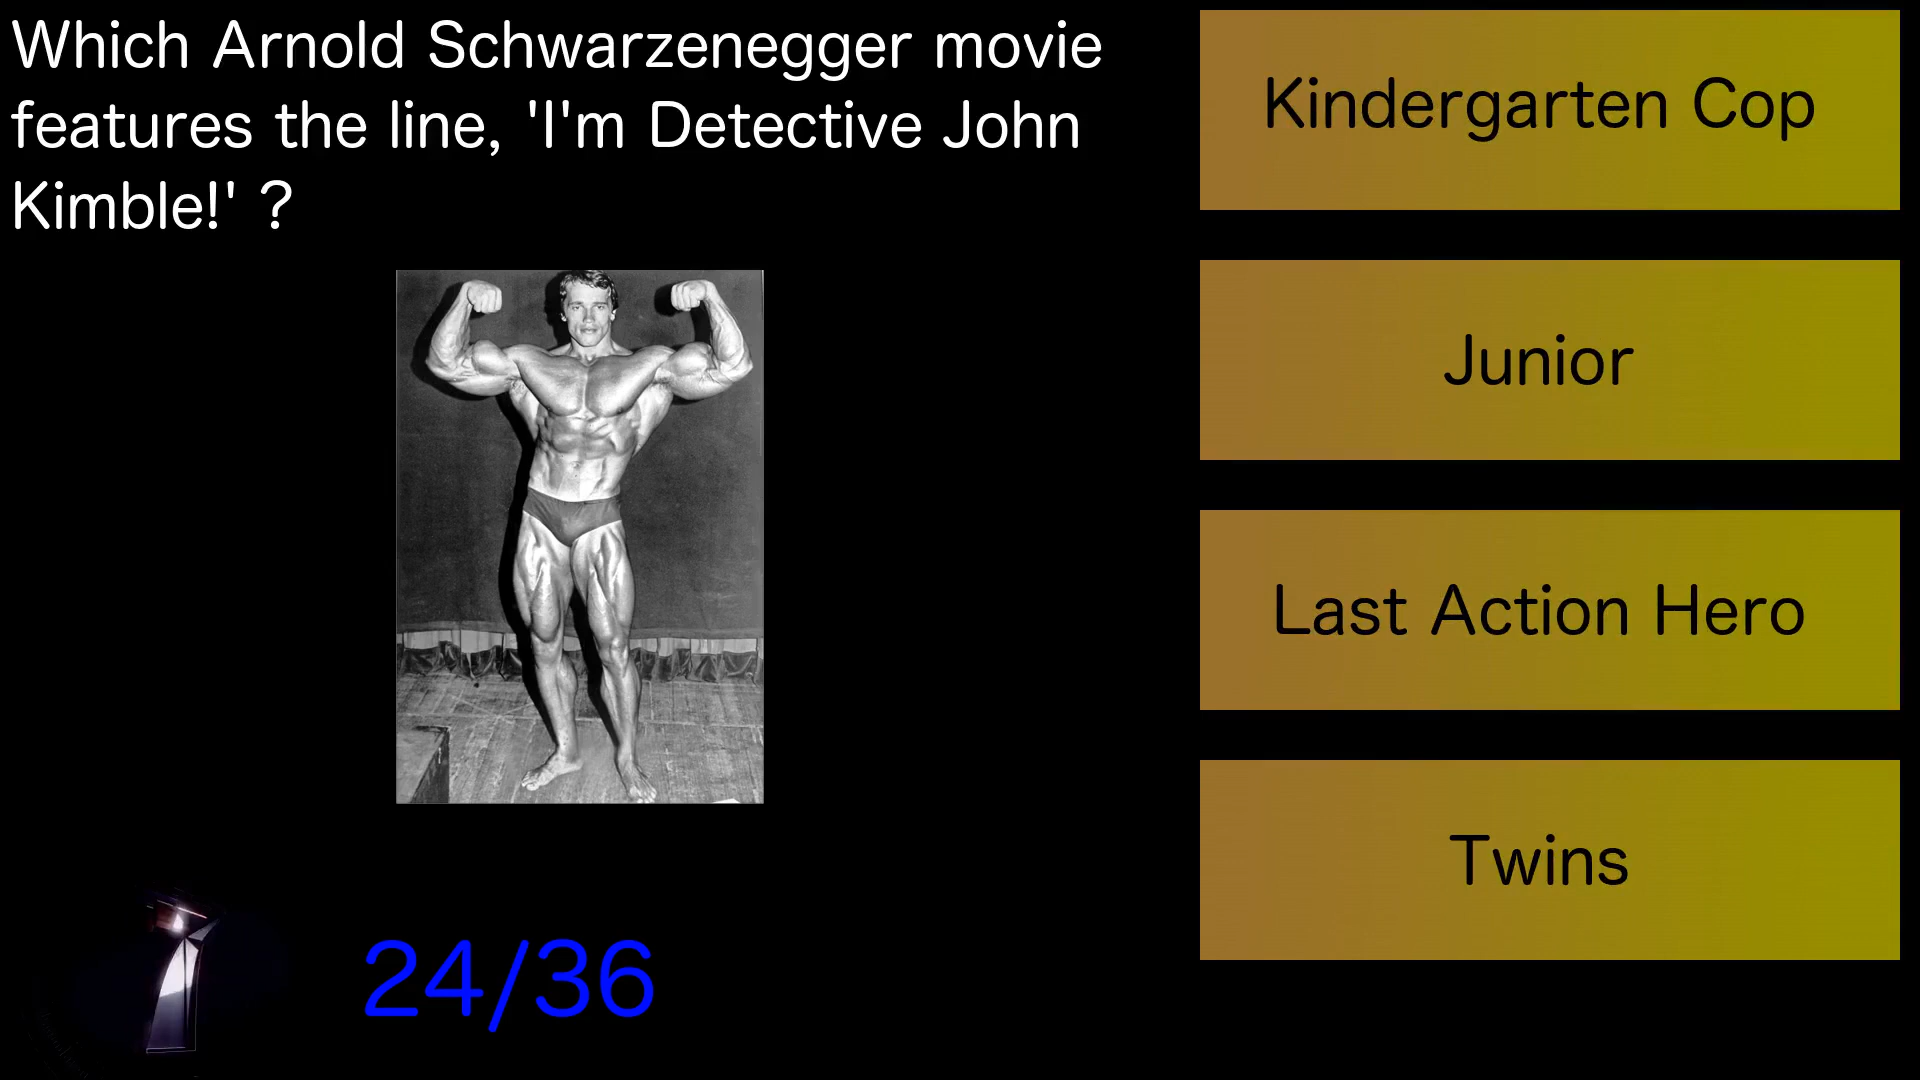 Which Arnold Schwarzenegger movie
features the line, 'I'm Detective John
Kimble!' ?
Kindergarten Cop
Junior
Last Action Hero
Twins
24/36